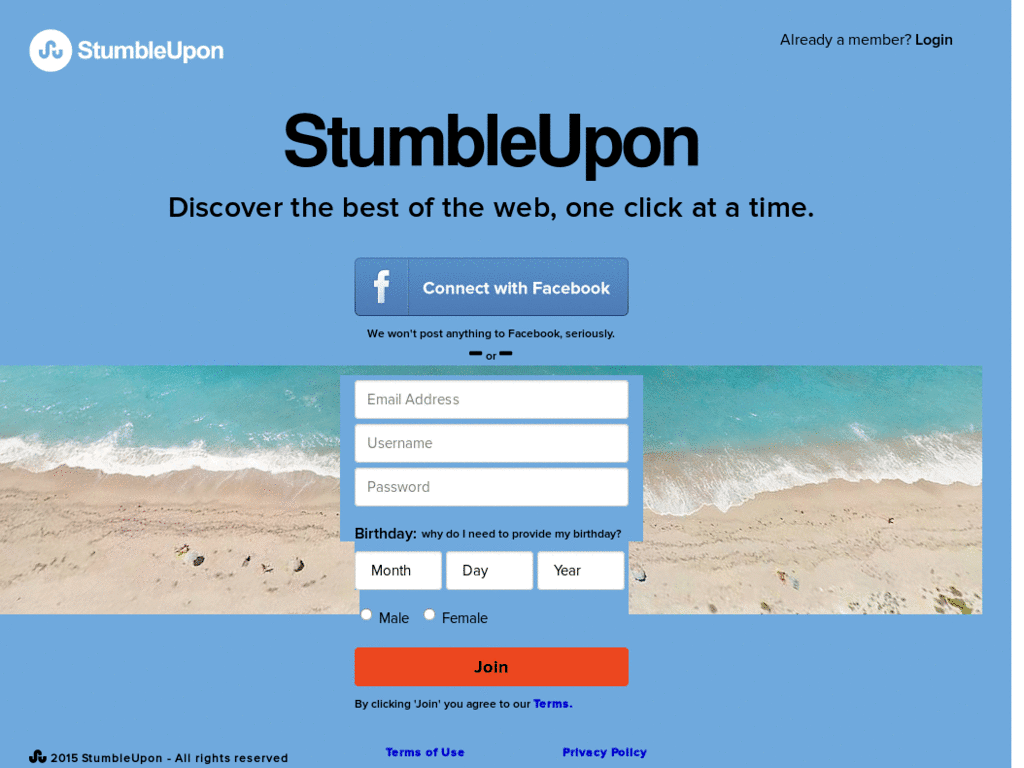 StumbleUpon
Already a member? Login
StumbleUpon
Discover the best of the web, one click at a time.
f
Connect with Facebook
We won't post anything to Facebook, seriously.
or
Email Address
Username
Password
Birthday: why do I need to provide my birthday?
Month Day Year
Male Female
Join
By clicking 'Join' you agree to our Terms.
Terms of Use Privacy Policy
2015 StumbleUpon - All rights reserved